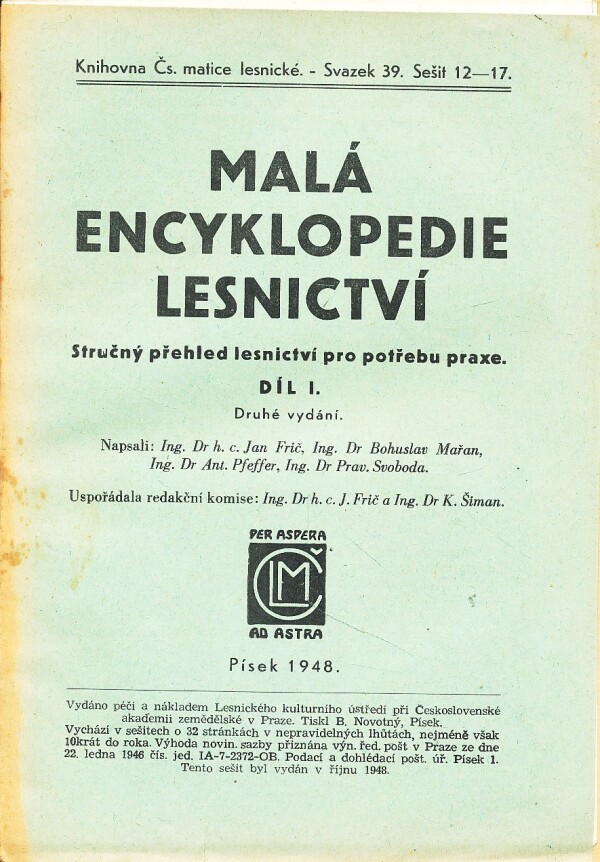 Knihovna Čs. matice lesnické. - Svazek 39. Sešit 12—17.
MALÁ
ENCYKLOPEDIE
LESNICTVÍ
Stručný přehled lesnictví pro potřebu praxe.
DÍL I.
Druhé vydání.
Napsali: Ing. Dr h. c. Jan Frič, Ing. Dr Bohuslav Mařan,
Ing. Dr Ant. Pfeffer, Ing. Dr Prav. Svoboda.
Uspořádala redakční komise: Ing. Dr h. c. J. Frič a Ing. Dr K. Šiman.
PER ASPERA
ČLM
AD ASTRA
Písek 1948.
Vydáno péčí a nákladem Lesnického kulturního ústředí při Československé
akademii zemědělské v Praze. Tiskl B. Novotný, Písek.
Vychází v sešitech o 32 stránkách v nepravidelných lhůtách, nejméně však
10krát do roka. Výhoda novin. sazby přiznána výn. řed. pošt v Praze ze dne
22. ledna 1946 čís. jed. IA-7-2372-OB. Podací a dohlédací pošt. úř. Písek 1.
Tento sešit byl vydán v říjnu 1948.